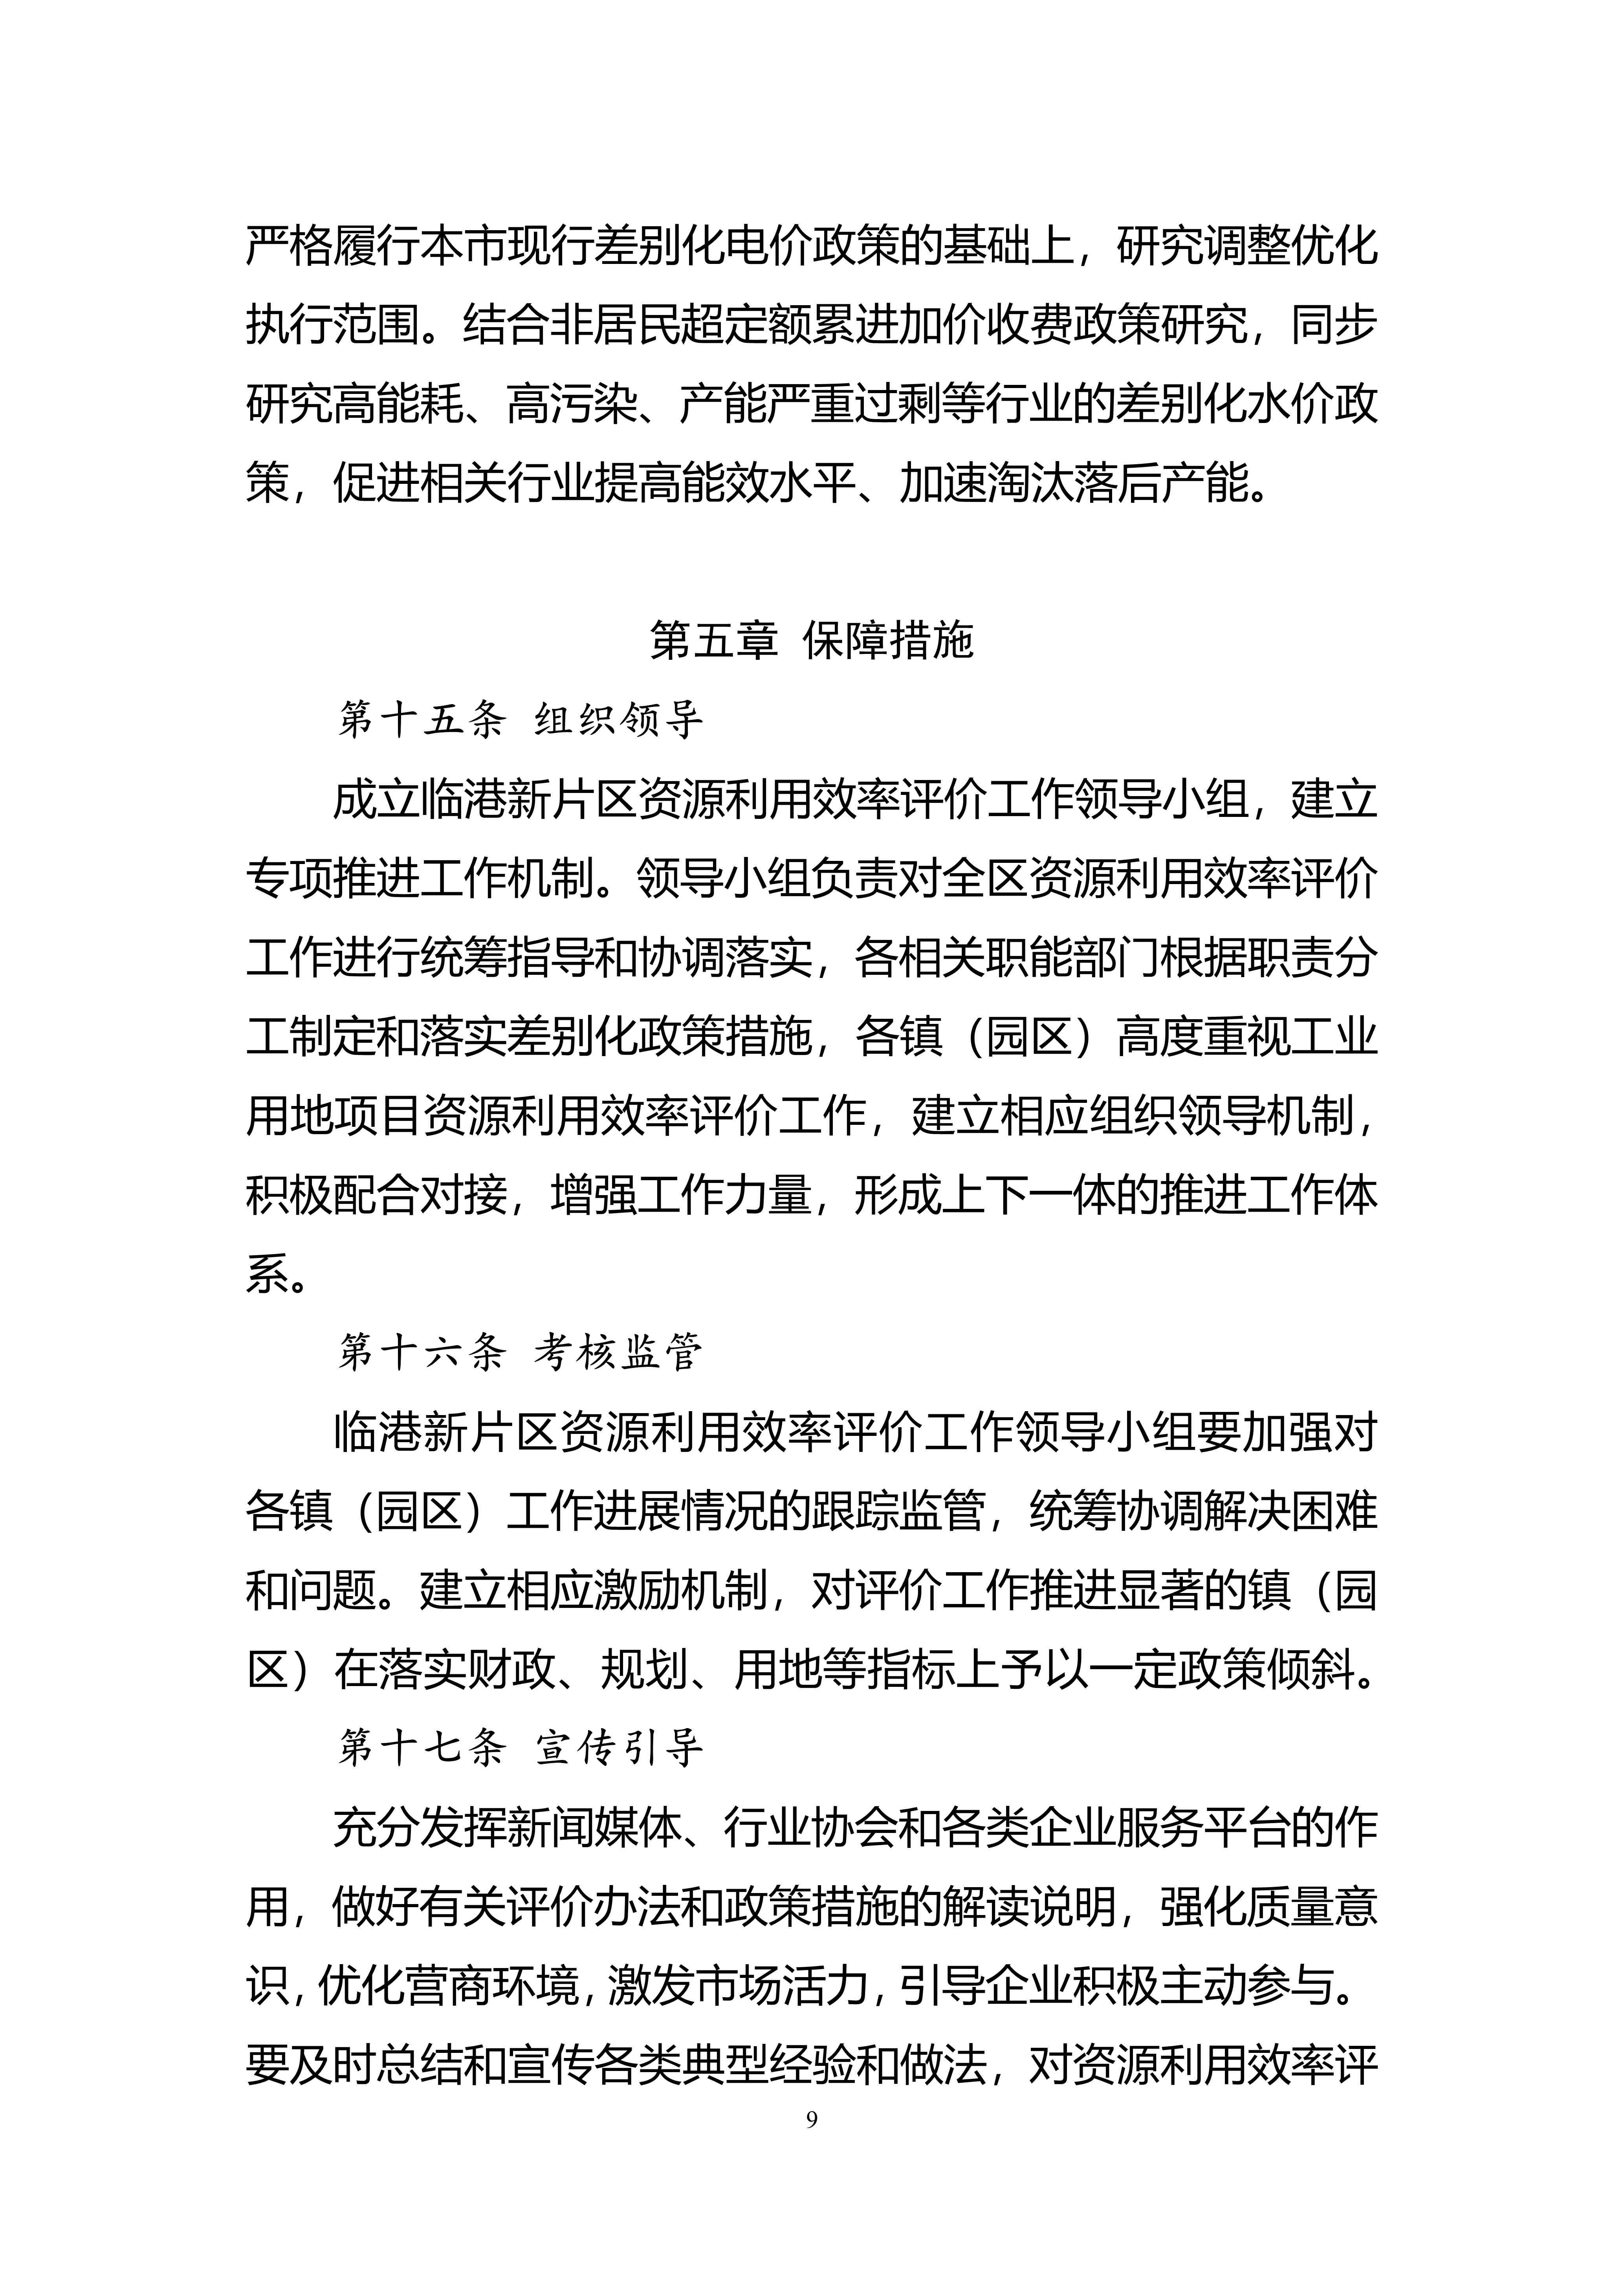 严格履行本市现行差别化电价政策的基础上，研究调整优化
执行范围。结合非居民超定额累进加价收费政策研究，同步
研究高能耗、高污染、产能严重过剩等行业的差别化水价政
策，促进相关行业提高能效水平、加速淘汰落后产能。
第五章 保障措施
第十五条 组织领导
成立临港新片区资源利用效率评价工作领导小组，建立
专项推进工作机制。领导小组负责对全区资源利用效率评价
工作进行统筹指导和协调落实，各相关职能部门根据职责分
工制定和落实差别化政策措施，各镇（园区）高度重视工业
用地项目资源利用效率评价工作，建立相应组织领导机制，
积极配合对接，增强工作力量，形成上下一体的推进工作体
系。
第十六条 考核监管
临港新片区资源利用效率评价工作领导小组要加强对
各镇（园区）工作进展情况的跟踪监管，统筹协调解决困难
和问题。建立相应激励机制，对评价工作推进显著的镇（园
区）在落实财政、规划、用地等指标上予以一定政策倾斜。
第十七条 宣传引导
充分发挥新闻媒体、行业协会和各类企业服务平台的作
用，做好有关评价办法和政策措施的解读说明，强化质量意
识，优化营商环境，激发市场活力，引导企业积极主动参与。
要及时总结和宣传各类典型经验和做法，对资源利用效率评
9